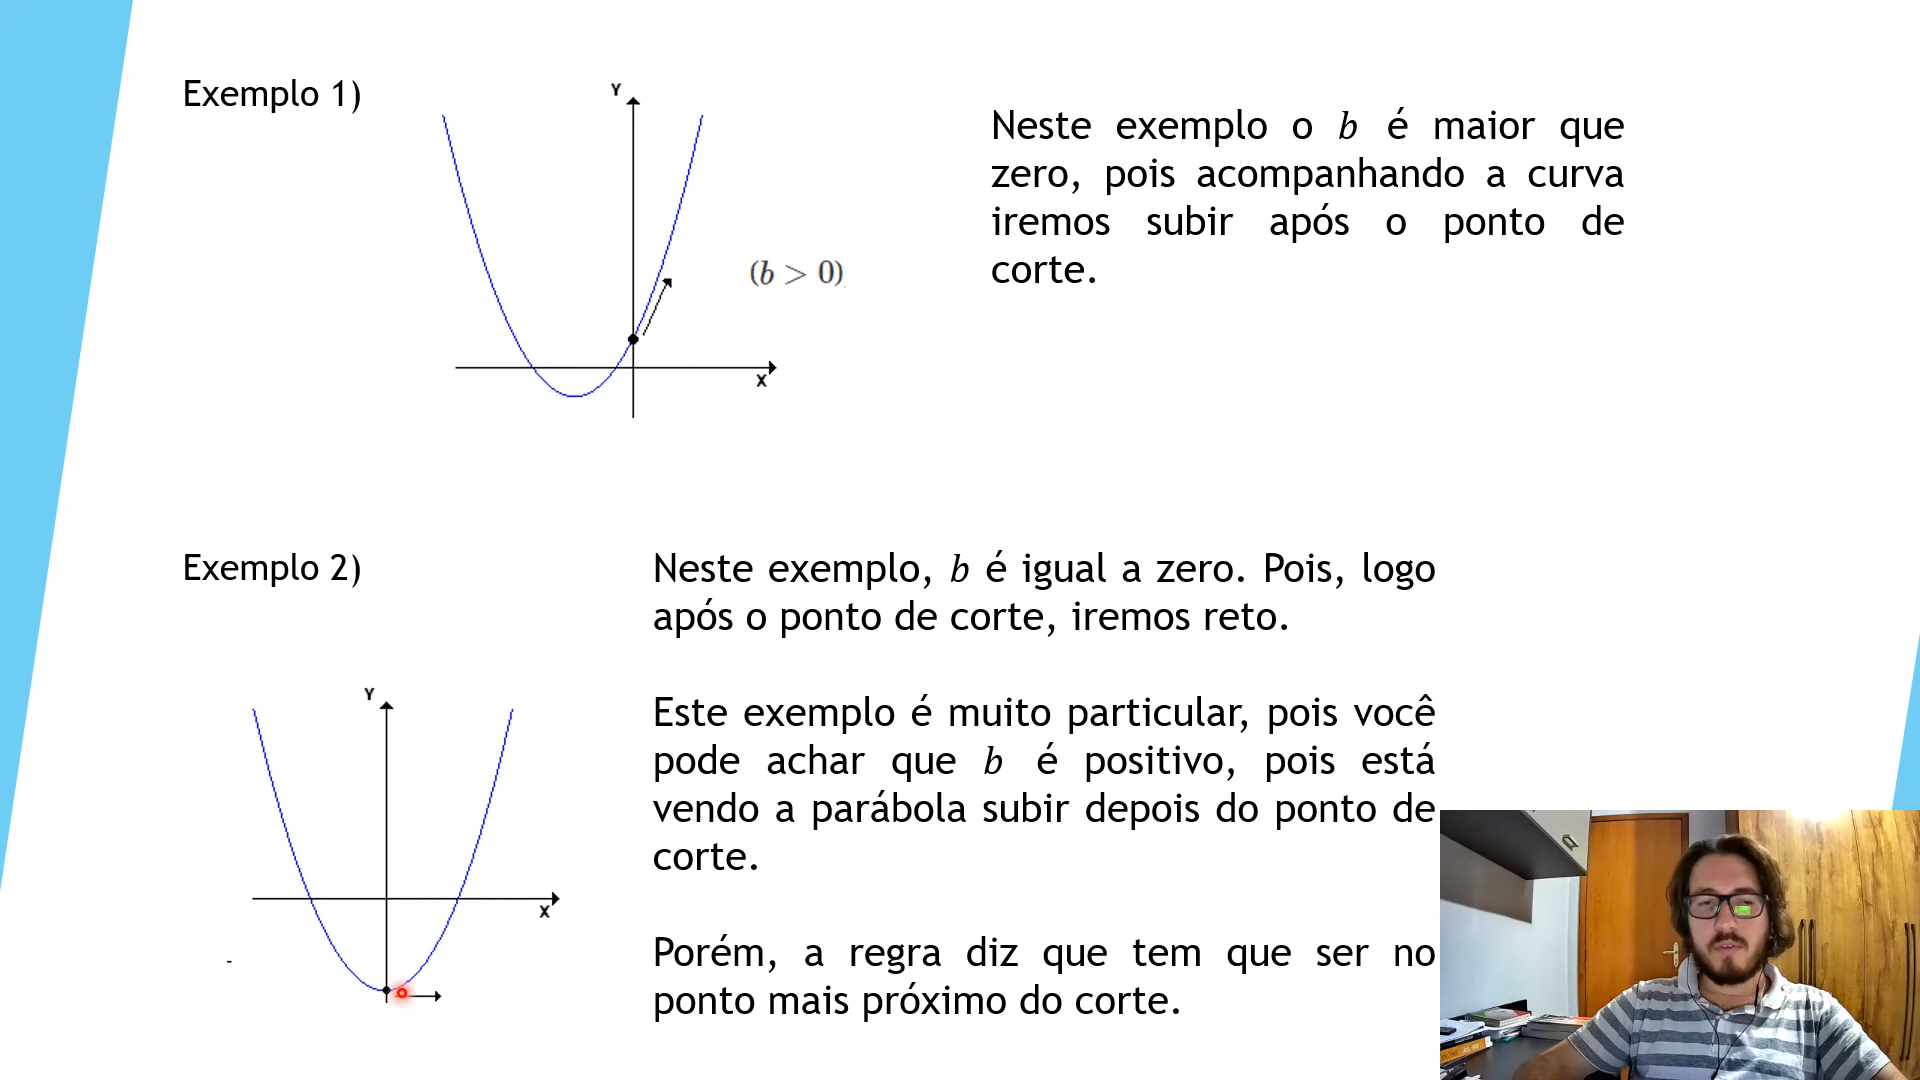 Exemplo 1)
Y
X
(b > 0)
Neste exemplo o b é maior que
zero, pois acompanhando a curva
iremos subir após o ponto de
corte.
Exemplo 2)
Y
X
-
Neste exemplo, b é igual a zero. Pois, logo
após o ponto de corte, iremos reto.
Este exemplo é muito particular, pois você
pode achar que b é positivo, pois está
vendo a parábola subir depois do ponto de
corte.
Porém, a regra diz que tem que ser no
ponto mais próximo do corte.